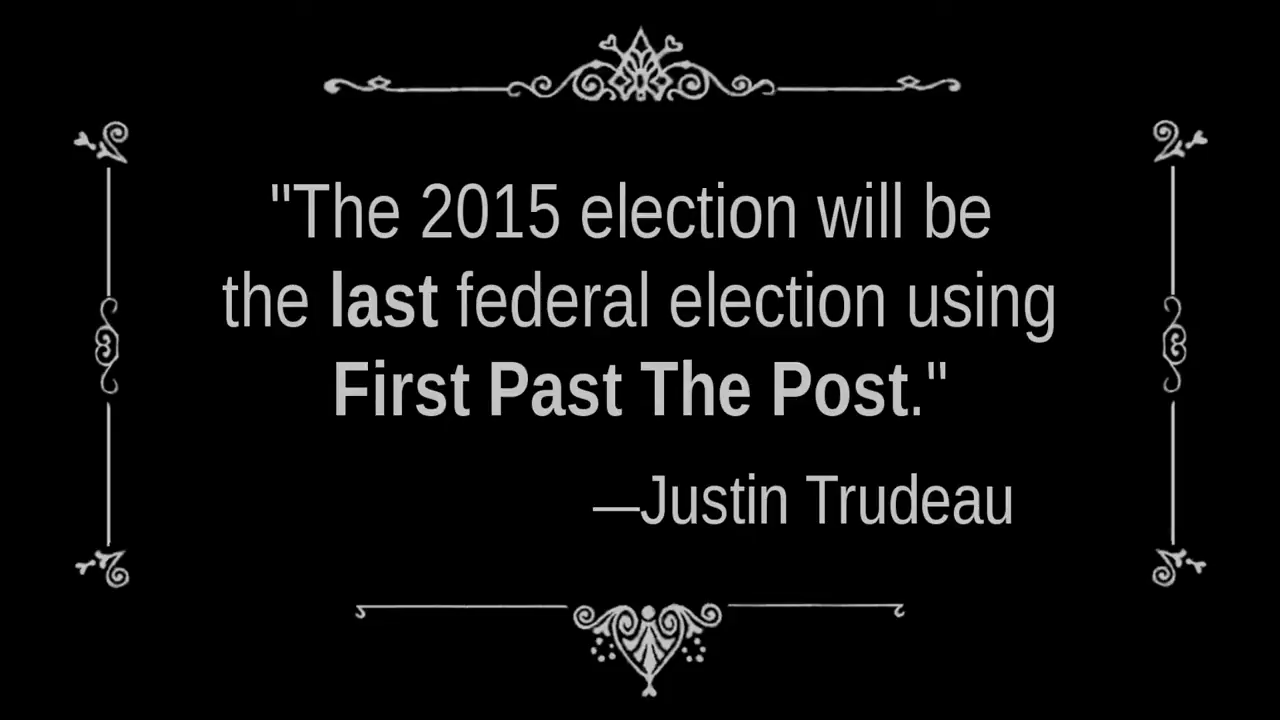 "The 2015 election will be
the last federal election using
First Past The Post."
—Justin Trudeau